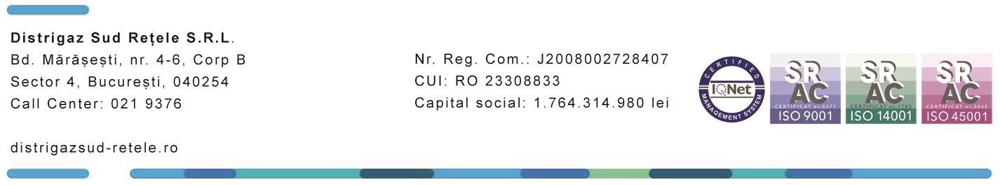 Distrigaz Sud Rețele S.R.L.
Bd. Mărășești, nr. 4-6, Corp B
Sector 4, București, 040254
Call Center: 021 9376
distrigazsud-retele.ro
Nr. Reg. Com.: J2008002728407
CUI: RO 23308833
Capital social: 1.764.314.980 lei
CERTIFIED
IQNet
MANAGEMENT SYSTEM
SR
AC
CERTIFICAT nr.6271
ISO 9001
SR
AC
CERTIFICAT nr.1763
ISO 14001
SR
AC
CERTIFICAT nr.3042
ISO 45001